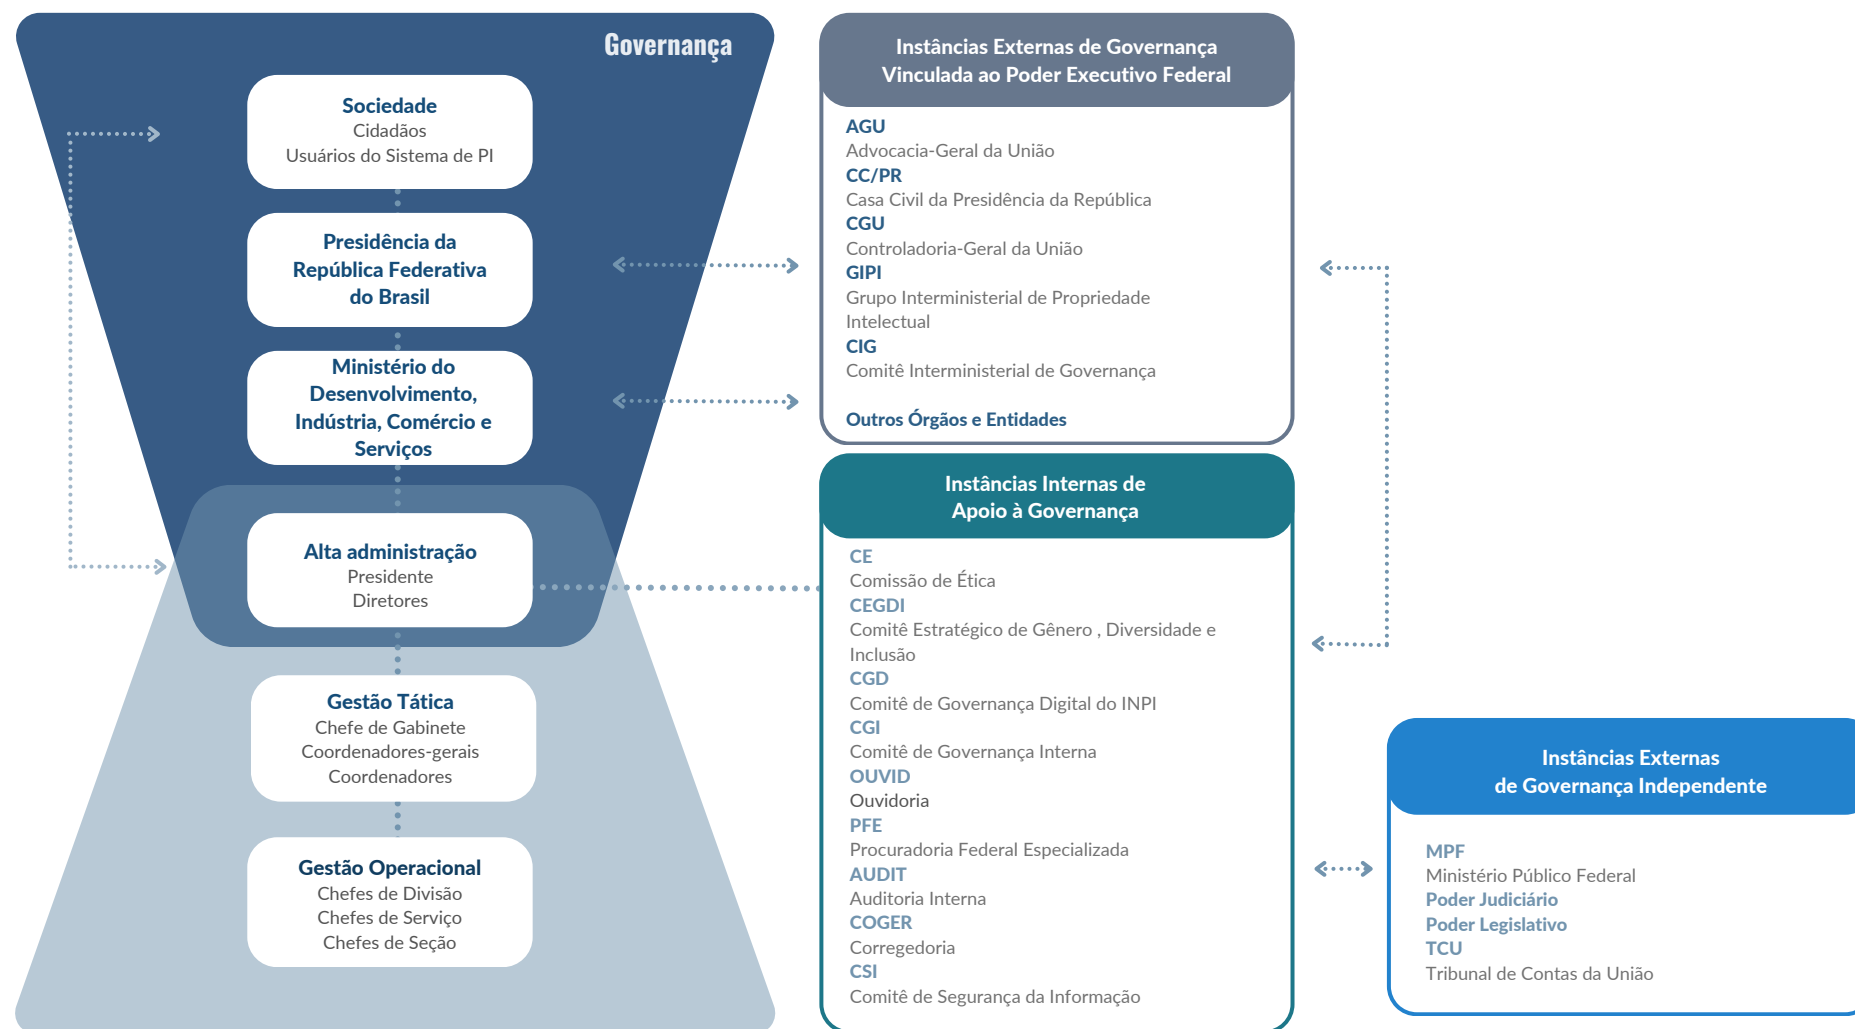 Governança
Sociedade
Cidadãos
Usuários do Sistema de PI
Presidência da
República Federativa
do Brasil
Ministério do
Desenvolvimento,
Indústria, Comércio e
Serviços
Alta administração
Presidente
Diretores
Gestão Tática
Chefe de Gabinete
Coordenadores-gerais
Coordenadores
Gestão Operacional
Chefes de Divisão
Chefes de Serviço
Chefes de Seção
Instâncias Externas de Governança
Vinculada ao Poder Executivo Federal
AGU
Advocacia-Geral da União
CC/PR
Casa Civil da Presidência da República
CGU
Controladoria-Geral da União
GIPI
Grupo Interministerial de Propriedade
Intelectual
CIG
Comitê Interministerial de Governança
Outros Órgãos e Entidades
Instâncias Internas de
Apoio à Governança
CE
Comissão de Ética
CEGDI
Comitê Estratégico de Gênero , Diversidade e
Inclusão
CGD
Comitê de Governança Digital do INPI
CGI
Comitê de Governança Interna
OUVID
Ouvidoria
PFE
Procuradoria Federal Especializada
AUDIT
Auditoria Interna
COGER
Corregedoria
CSI
Comitê de Segurança da Informação
Instâncias Externas
de Governança Independente
MPF
Ministério Público Federal
Poder Judiciário
Poder Legislativo
TCU
Tribunal de Contas da União